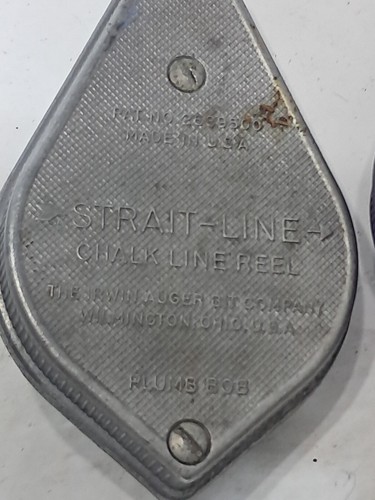 PAT. NO.
MADE IN U.S.A.
STRAIT-LINE-
CHALK LINE REEL
THE IRWIN AUGER BIT COMPANY
WILMINGTON, OHIO, U.S.A.
PLUMB BOB